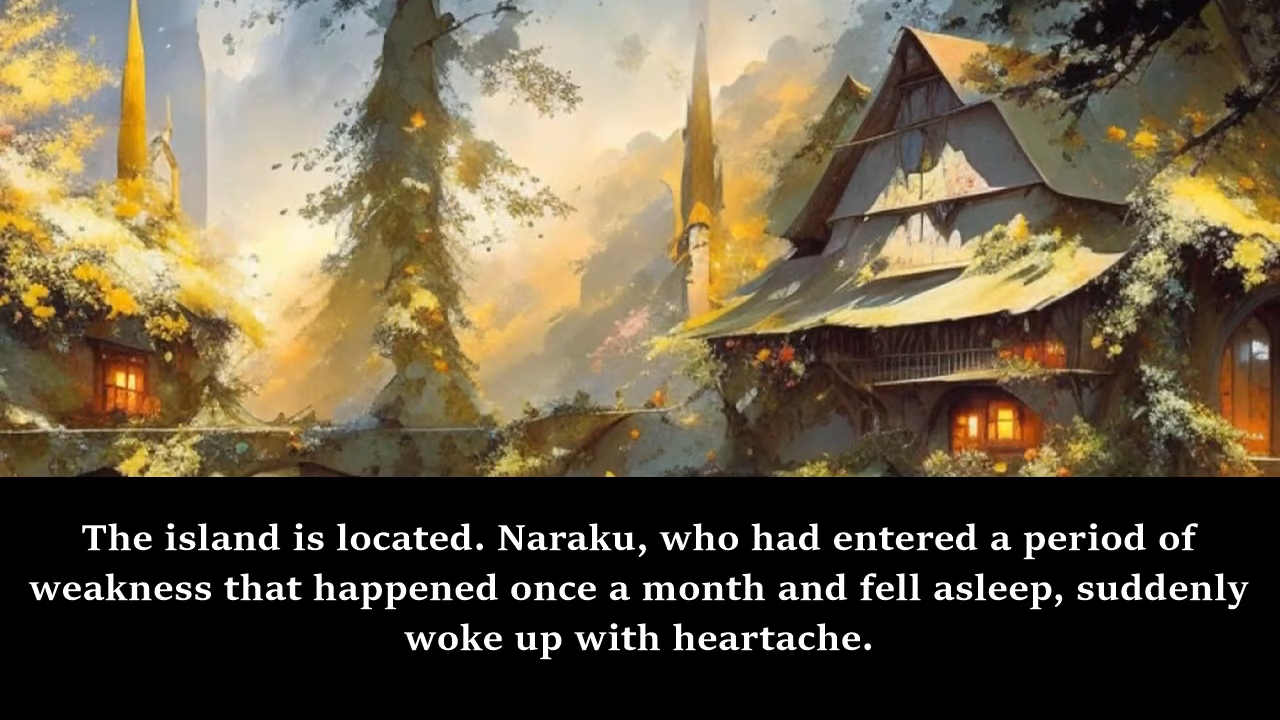 The island is located. Naraku, who had entered a period of
weakness that happened once a month and fell asleep, suddenly
woke up with heartache.